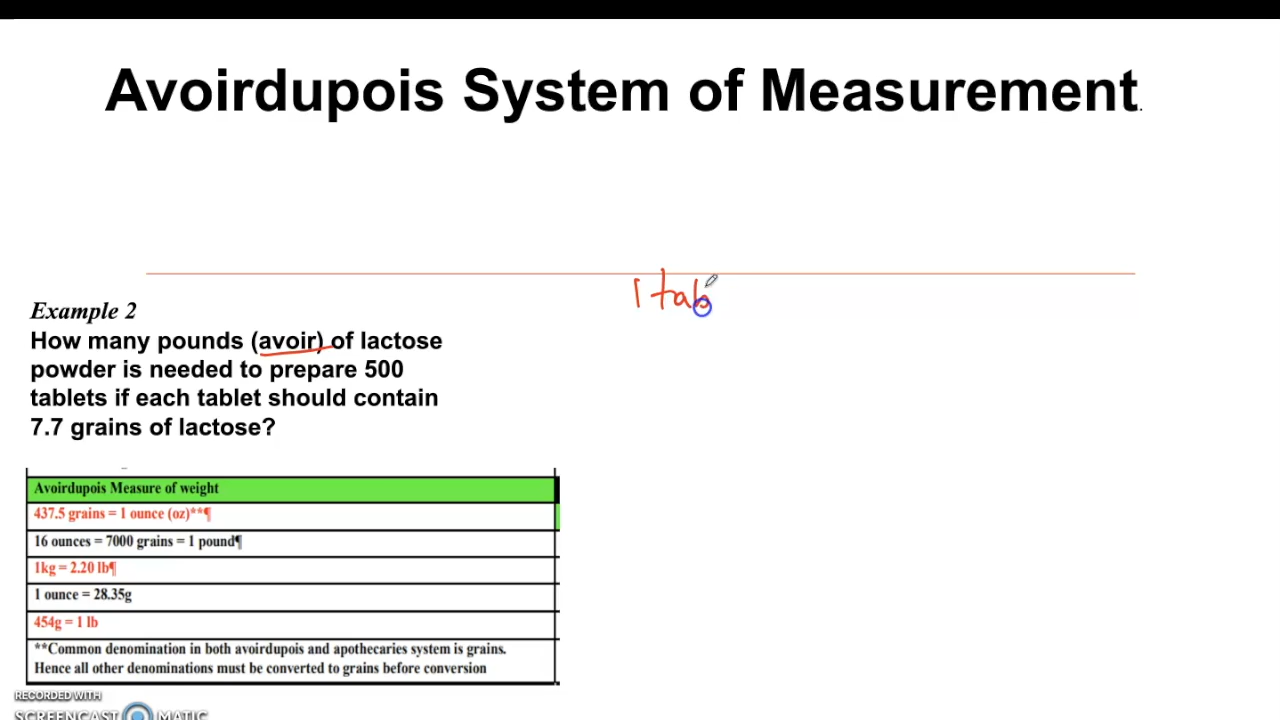 Avoirdupois System of Measurement.
1 tab
Example 2
How many pounds (avoir) of lactose
powder is needed to prepare 500
tablets if each tablet should contain
7.7 grains of lactose?
Avoirdupois Measure of weight
437.5 grains = 1 ounce (oz)**¶
16 ounces = 7000 grains = 1 pound¶
1kg = 2.20 lb¶
1 ounce = 28.35g
454g = 1 lb
**Common denomination in both avoirdupois and apothecaries system is grains.
Hence all other denominations must be converted to grains before conversion
RECORDED WITH
SCREENCAST MATIC